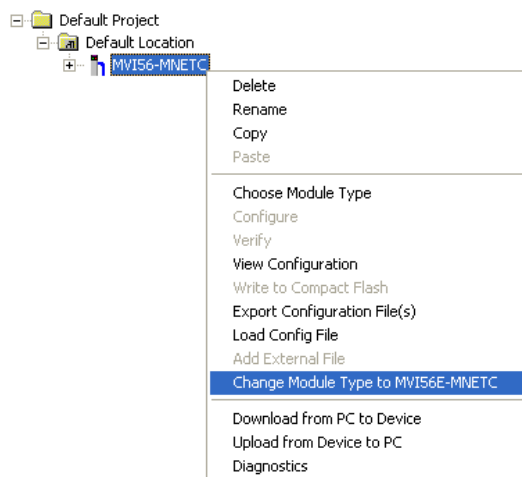 Default Project
Default Location
MVI56-MNETC
Delete
Rename
Copy
Paste
Choose Module Type
Configure
Verify
View Configuration
Write to Compact Flash
Export Configuration File(s)
Load Config File
Add External File
Change Module Type to MVI56E-MNETC
Download from PC to Device
Upload from Device to PC
Diagnostics